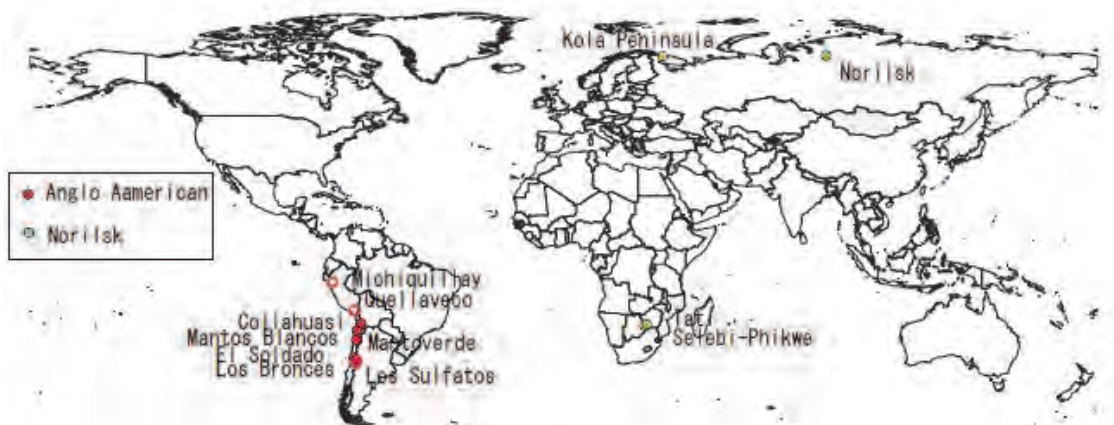 Kola Peninsula
Norilsk
Anglo Aamerican
Norilsk
Michiquillay
Quellaveco
Collahuasi
Mantos Blancos
Mantoverde
El Soldado
Los Bronces
Los Sulfatos
Tati
Selebi-Phikwe